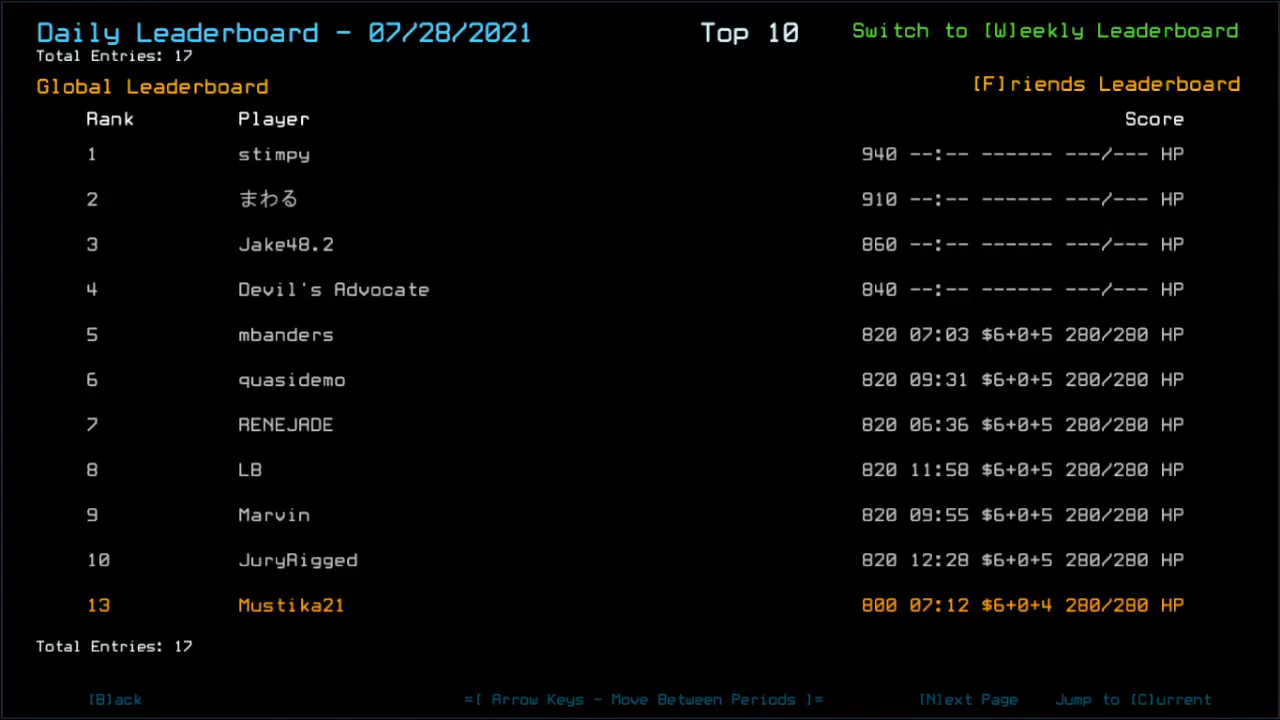 Daily Leaderboard - 07/28/2021 Top 10 Switch to [W]eekly Leaderboard
Total Entries: 17
Global Leaderboard [F]riends Leaderboard
Rank Player Score
1 stimpy 940 --:-- ------ ---/--- HP
2 まわる 910 --:-- ------ ---/--- HP
3 Jake48.2 860 --:-- ------ ---/--- HP
4 Devil's Advocate 840 --:-- ------ ---/--- HP
5 mbanders 820 07:03 $6+0+5 280/280 HP
6 quasidemo 820 09:31 $6+0+5 280/280 HP
7 RENEJADE 820 06:36 $6+0+5 280/280 HP
8 LB 820 11:58 $6+0+5 280/280 HP
9 Marvin 820 09:55 $6+0+5 280/280 HP
10 JuryRigged 820 12:28 $6+0+5 280/280 HP
13 Mustika21 800 07:12 $6+0+4 280/280 HP
Total Entries: 17
[B]ack =[ Arrow Keys - Move Between Periods ]= [N]ext Page Jump to [C]urrent